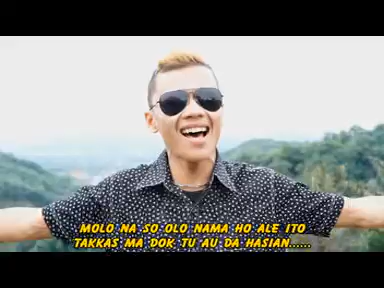 MOLO NA SO OLO NAMA HO ALE ITO
TAKKAS MA DOK TU AU DA HASIAN......